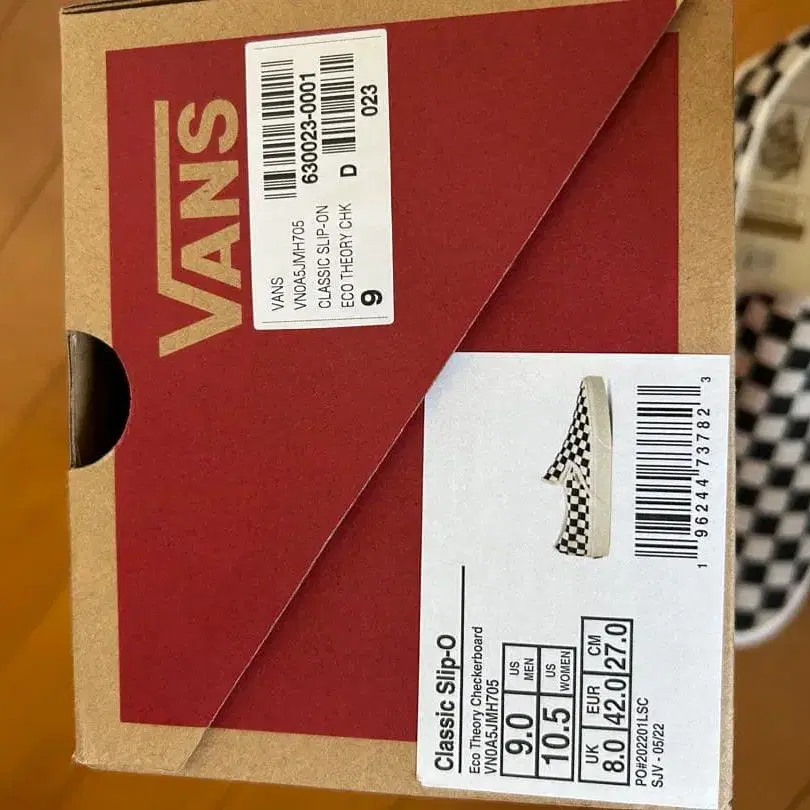 VANS
630023-0001
D 023
VANS
VN0A5JMH705
CLASSIC SLIP-ON
ECO THEORY CHK
9
Classic Slip-O
Eco Theory Checkerboard
VN0A5JMH705
9.0 US MEN
10.5 US WOMEN
UK EUR CM
8.0 42.0 27.0
PO#202201LSC
SJV - 05/22
1 96244 73782 3